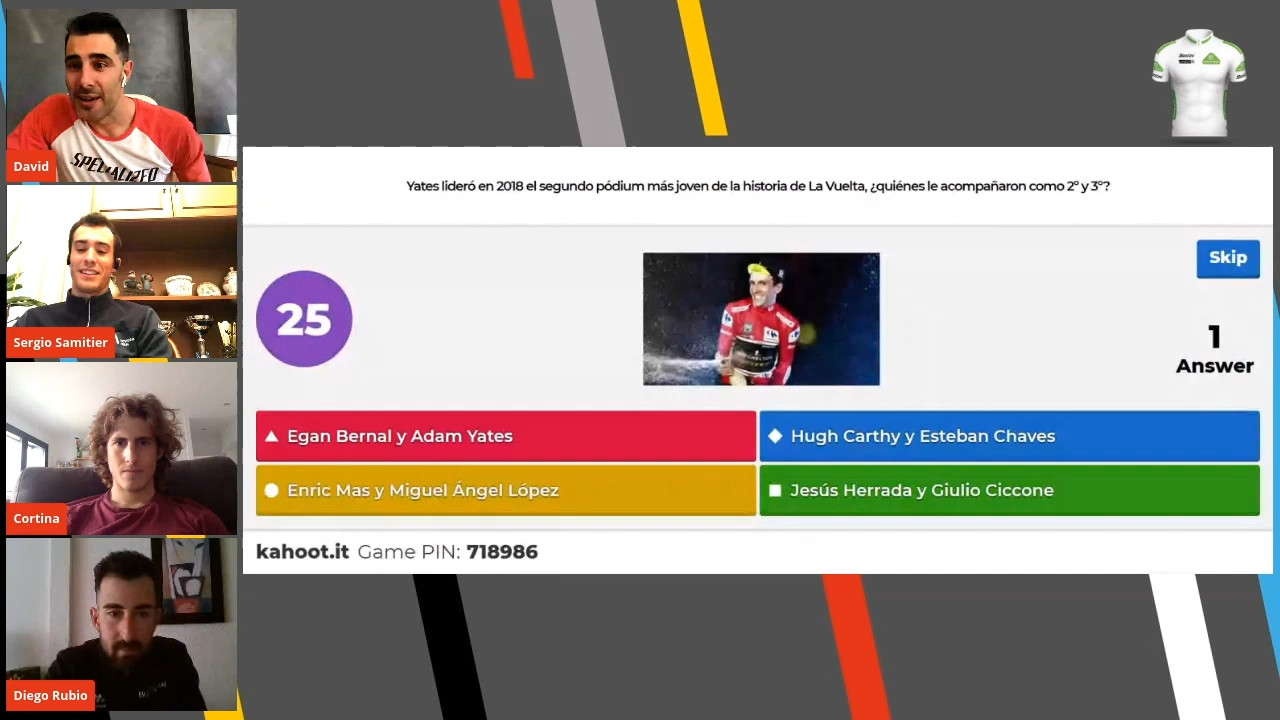 David
SPECIALIZED
Sergio Samitier
Cortina
Diego Rubio
Yates lideró en 2018 el segundo pódium más joven de la historia de La Vuelta, ¿quiénes le acompañaron como 2º y 3º?
Skip
25
1
Answer
Egan Bernal y Adam Yates
Hugh Carthy y Esteban Chaves
Enric Mas y Miguel Ángel López
Jesús Herrada y Giulio Ciccone
kahoot.it Game PIN: 718986